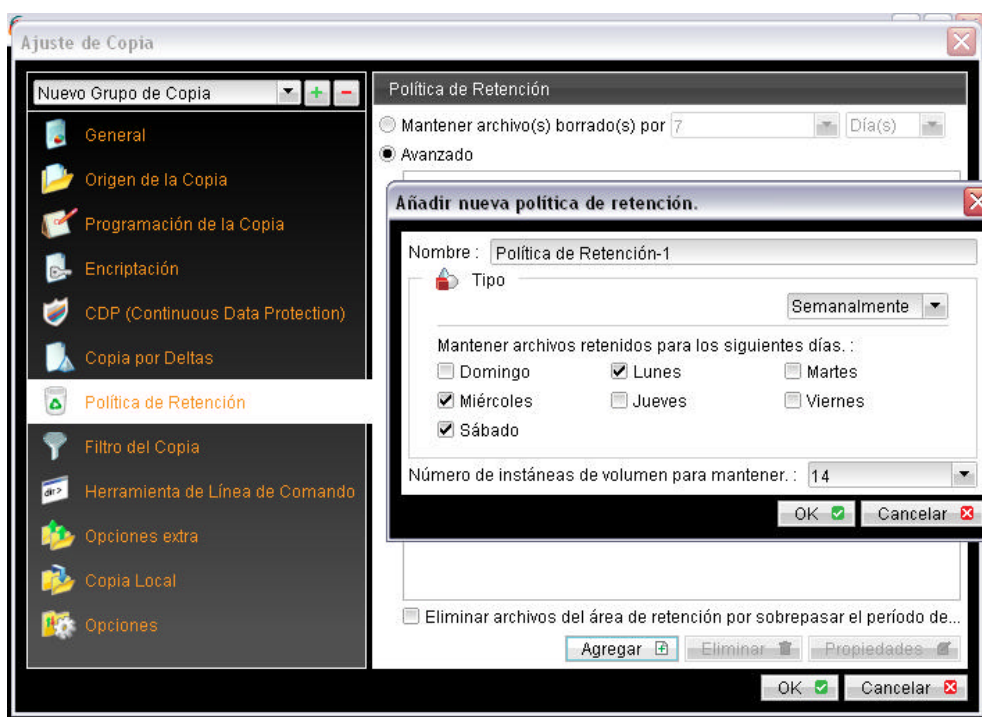 Ajuste de Copia
Nuevo Grupo de Copia
General
Origen de la Copia
Programación de la Copia
Encriptación
CDP (Continuous Data Protection)
Copia por Deltas
Política de Retención
Filtro del Copia
dir>
Herramienta de Línea de Comando
Opciones extra
Copia Local
Opciones
Política de Retención
Mantener archivo(s) borrado(s) por 7 Día(s)
Avanzado
Añadir nueva política de retención.
Nombre : Política de Retención-1
Tipo
Semanalmente
Mantener archivos retenidos para los siguientes días. :
Domingo Lunes Martes
Miércoles Jueves Viernes
Sábado
Número de instáneas de volumen para mantener. : 14
OK Cancelar
Eliminar archivos del área de retención por sobrepasar el período de...
Agregar Eliminar Propiedades
OK Cancelar